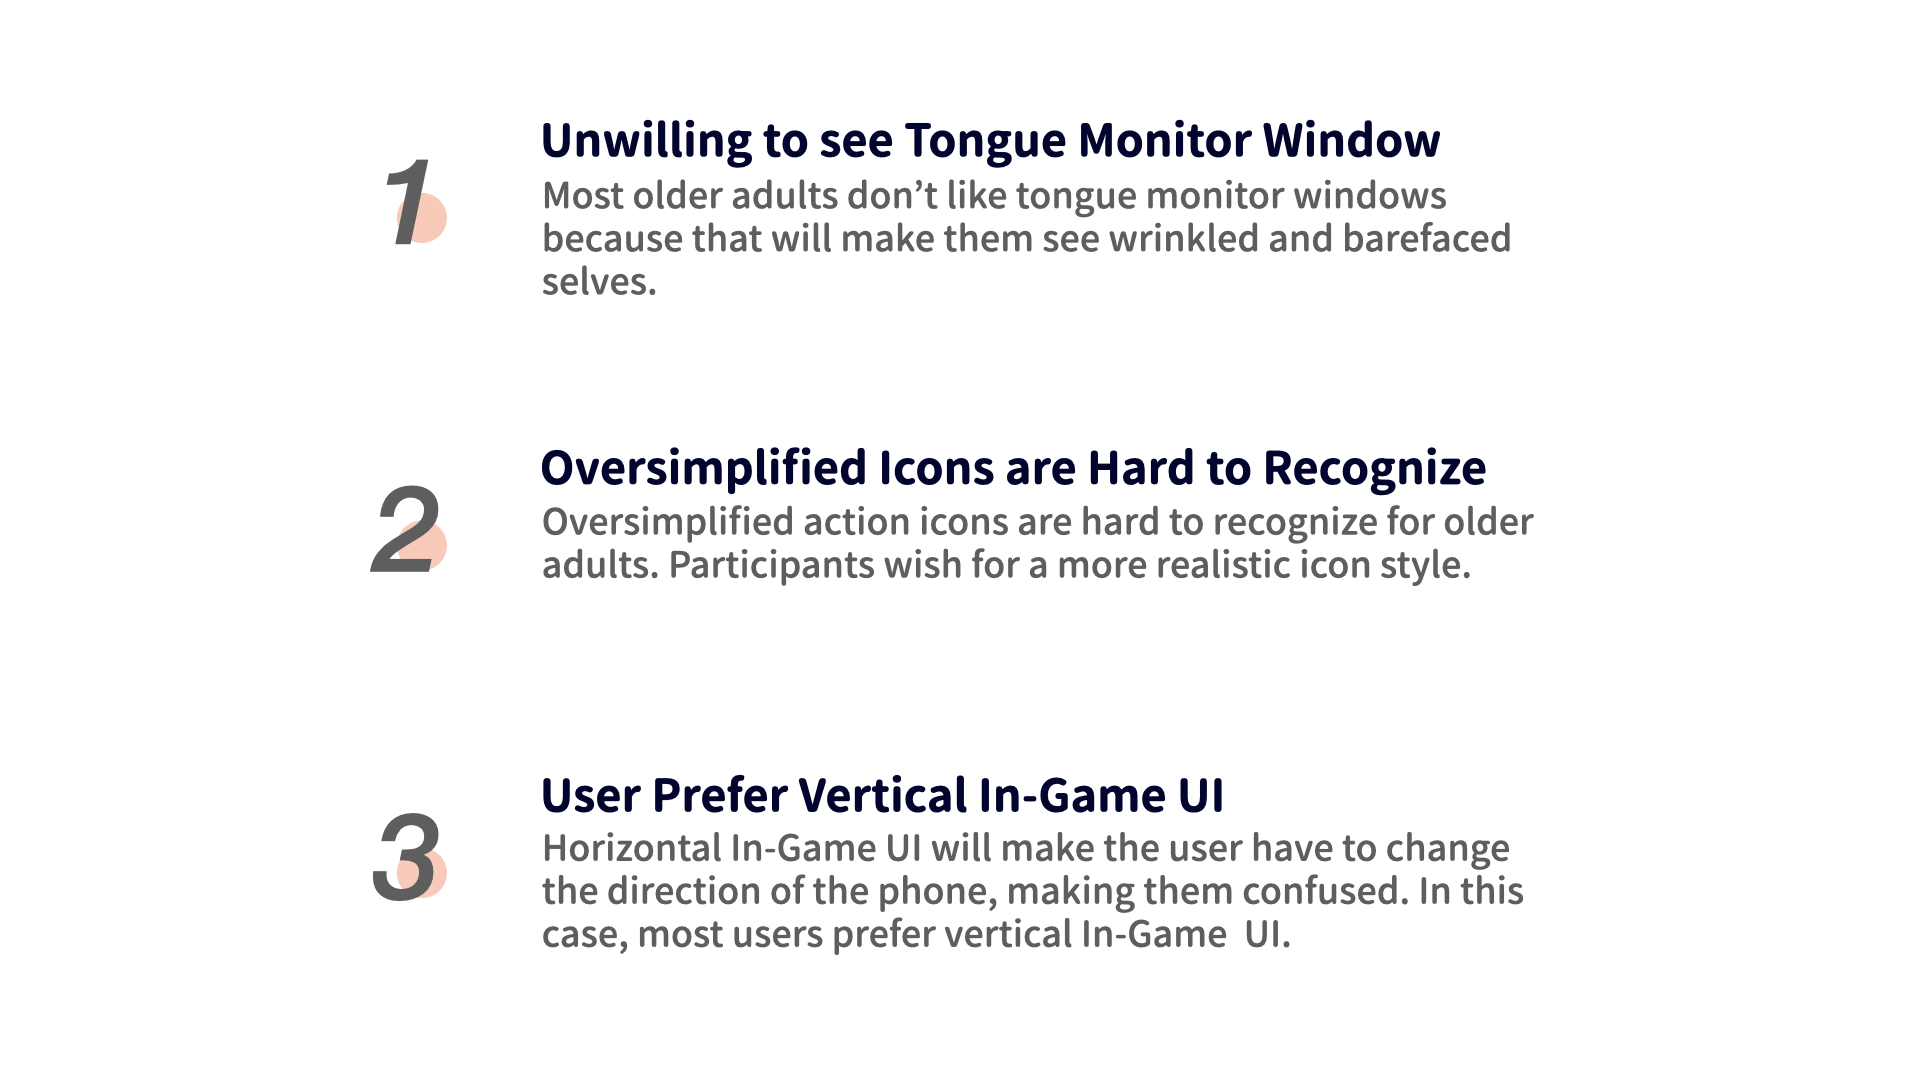 1
Unwilling to see Tongue Monitor Window
Most older adults don’t like tongue monitor windows
because that will make them see wrinkled and barefaced
selves.
2
Oversimplified Icons are Hard to Recognize
Oversimplified action icons are hard to recognize for older
adults. Participants wish for a more realistic icon style.
3
User Prefer Vertical In-Game UI
Horizontal In-Game UI will make the user have to change
the direction of the phone, making them confused. In this
case, most users prefer vertical In-Game  UI.